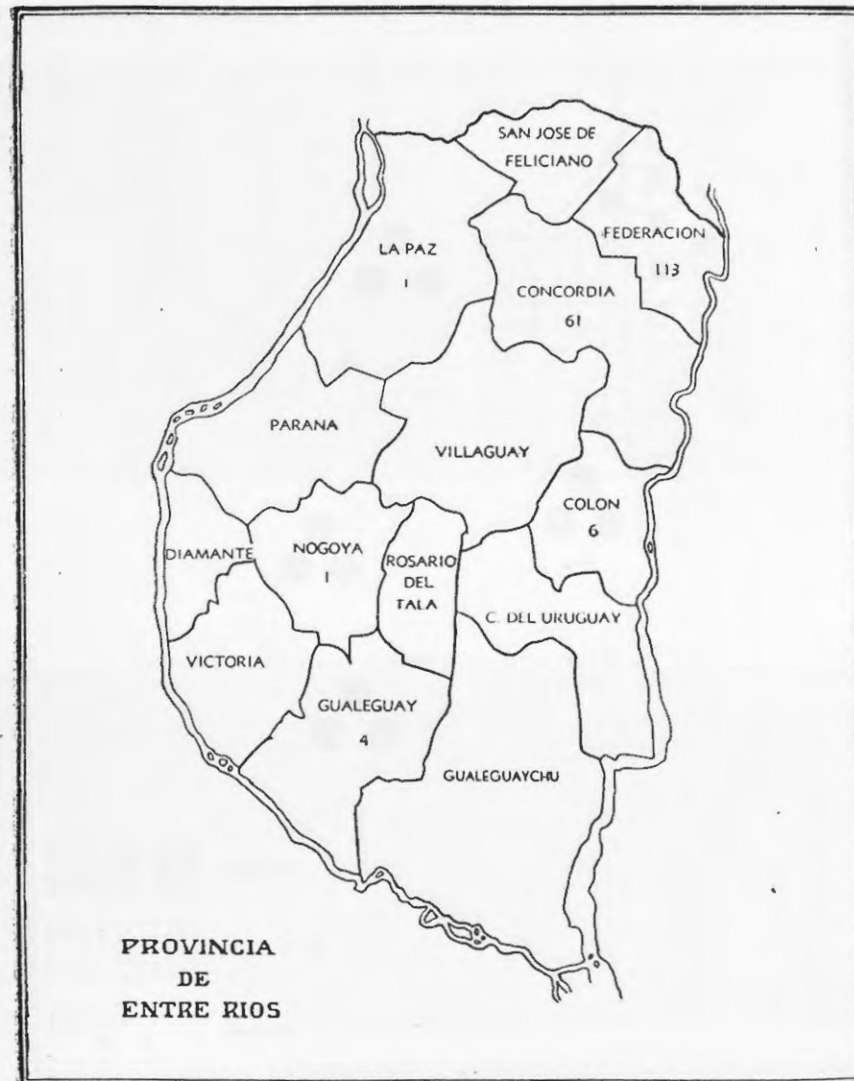 SAN JOSE DE
FELICIANO
FEDERACION
113
LA PAZ
1
CONCORDIA
61
PARANA
VILLAGUAY
COLON
6
DIAMANTE
NOGOYA
1
ROSARIO
DEL
TALA
C. DEL URUGUAY
VICTORIA
GUALEGUAY
4
GUALEGUAYCHU
PROVINCIA
DE
ENTRE RIOS